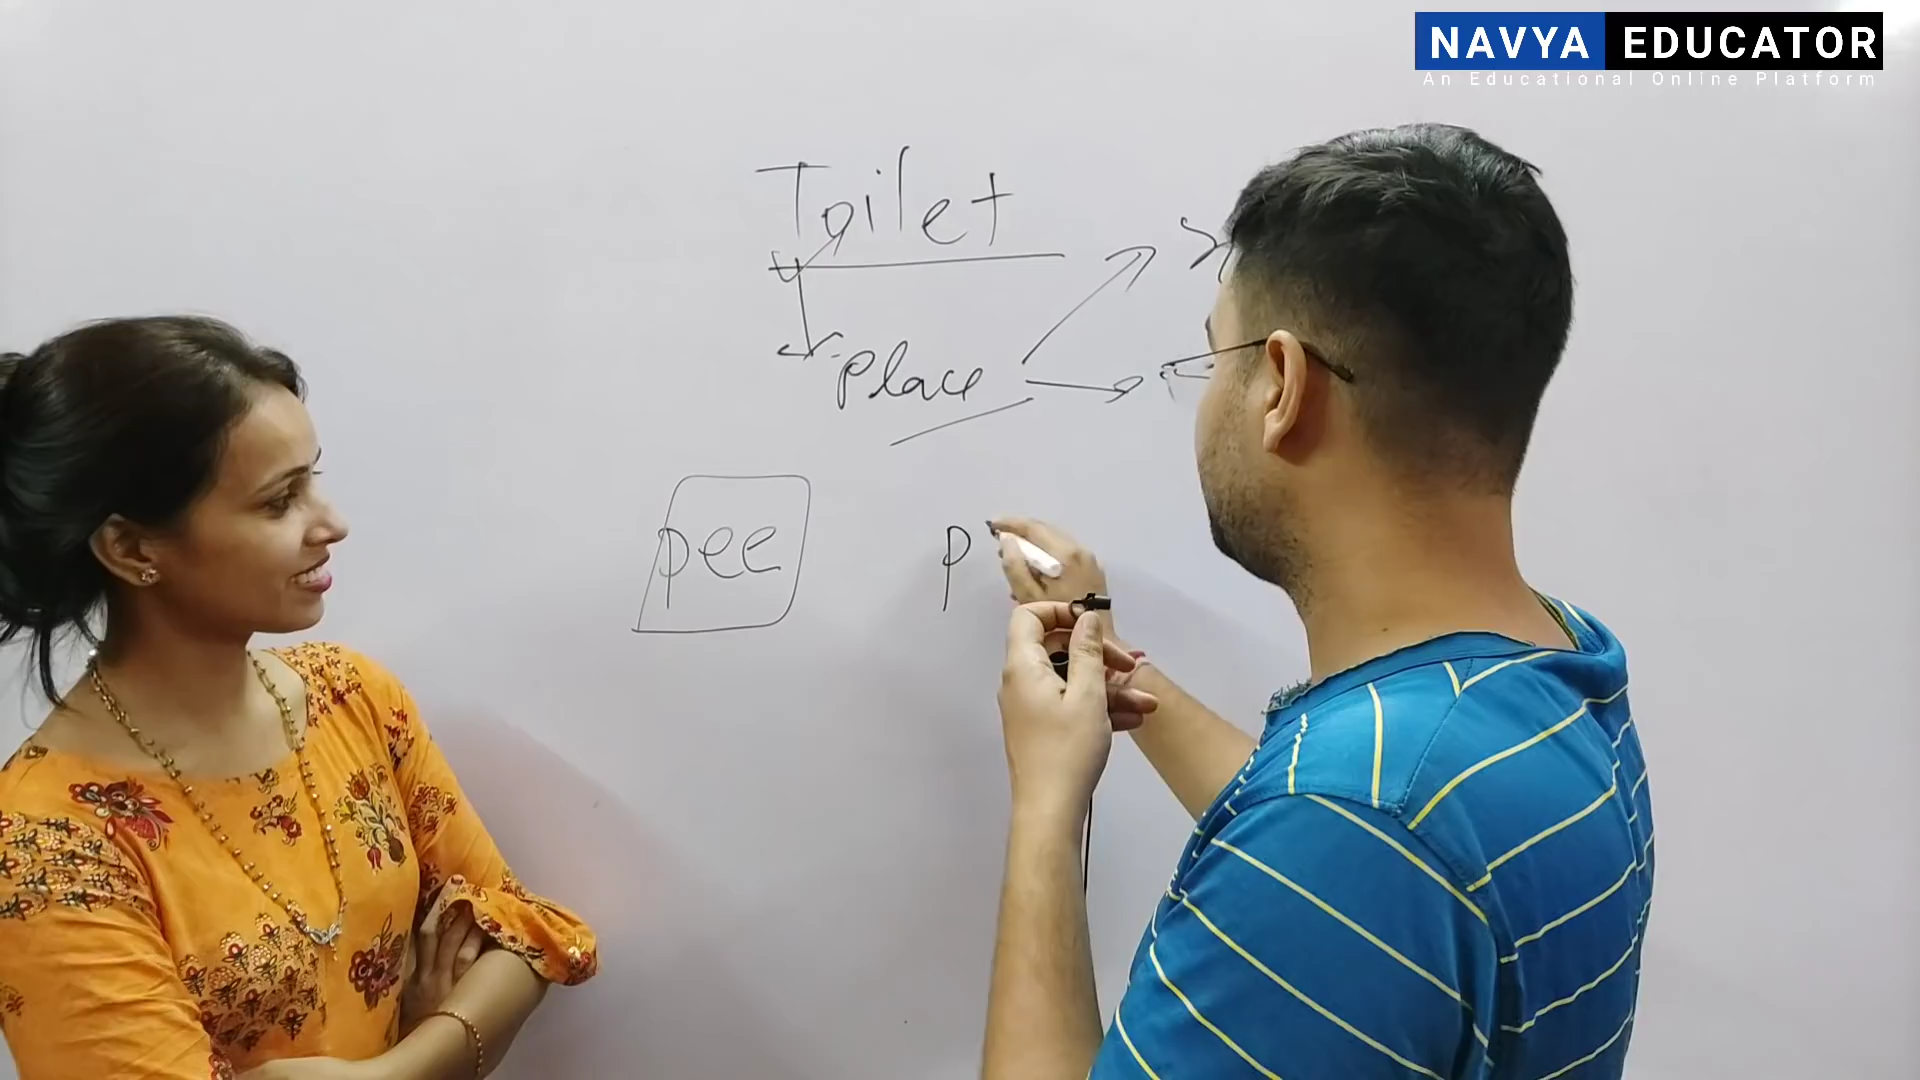 NAVYA EDUCATOR
An Educational Online Platform
Toilet
Place
pee
p